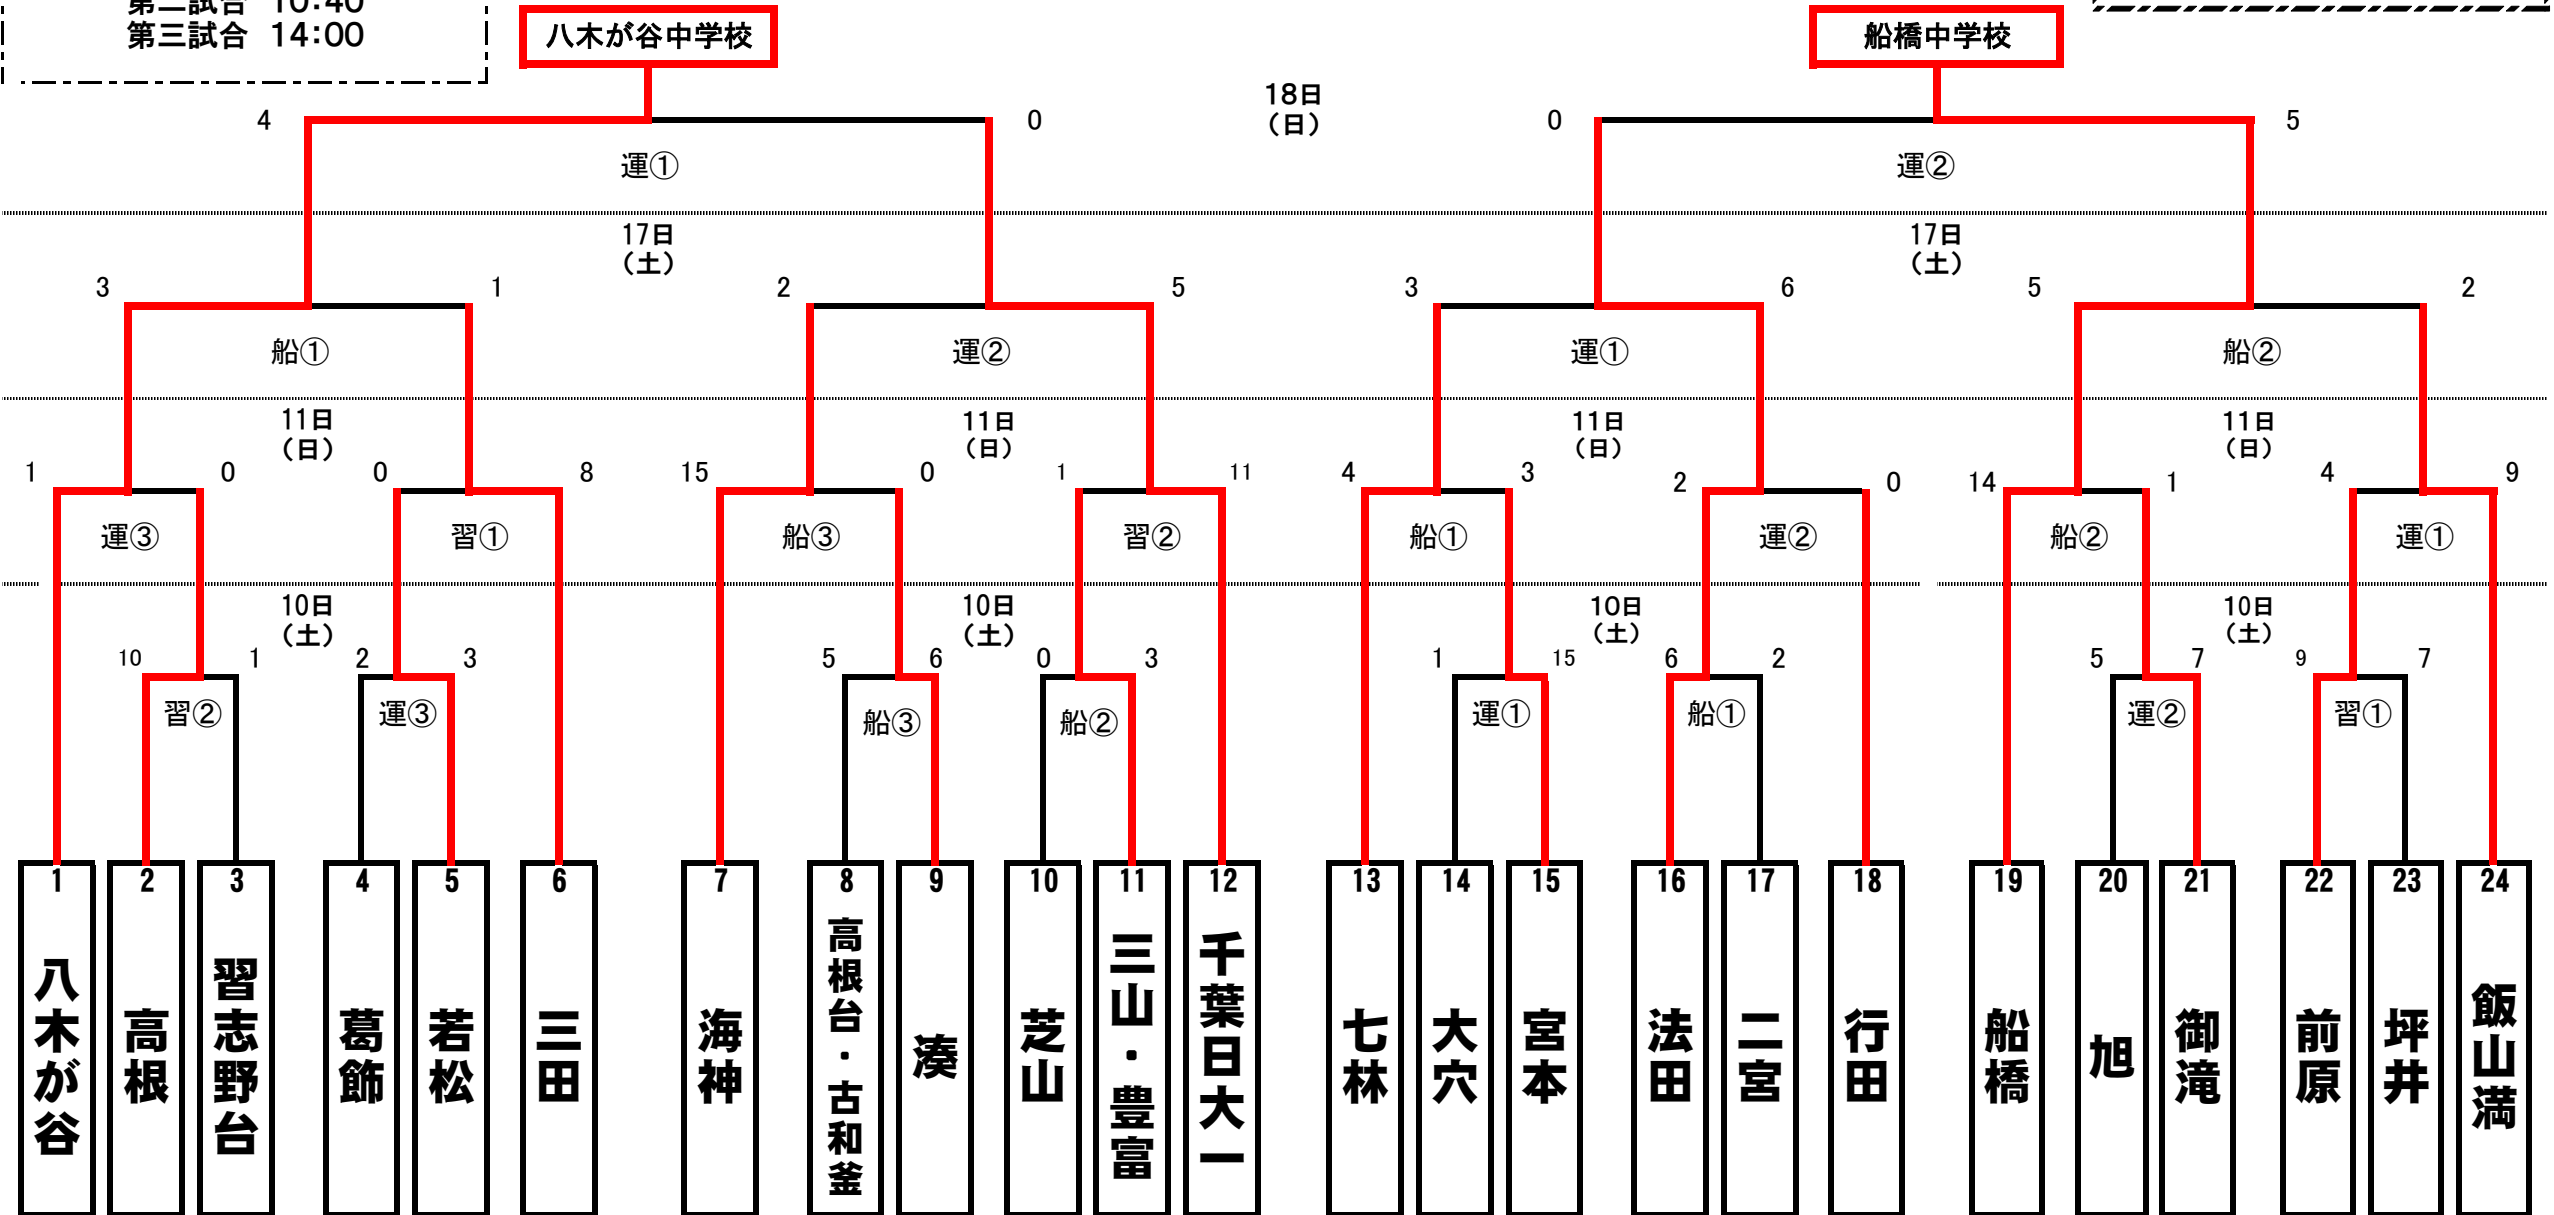 第二試合 10：40
第三試合 14：00
八木が谷中学校
船橋中学校
4
0
18日
（日）
0
5
運①
運②
17日
（土）
17日
（土）
3
1
2
5
3
6
5
2
船①
運②
運①
船②
11日
（日）
11日
（日）
11日
（日）
11日
（日）
1
0
0
8
15
0
1
11
4
3
2
0
14
1
4
9
運③
習①
船③
習②
船①
運②
船②
運①
10日
（土）
10日
（土）
10日
（土）
10日
（土）
10
1
2
3
5
6
0
3
1
15
6
2
5
7
9
7
習②
運③
船③
船②
運①
船①
運②
習①
1
八木が谷
2
高根
3
習志野台
4
葛飾
5
若松
6
三田
7
海神
8
高根台・古和釜
9
湊
10
芝山
11
三山・豊富
12
千葉日大一
13
七林
14
大穴
15
宮本
16
法田
17
二宮
18
行田
19
船橋
20
旭
21
御滝
22
前原
23
坪井
24
飯山満